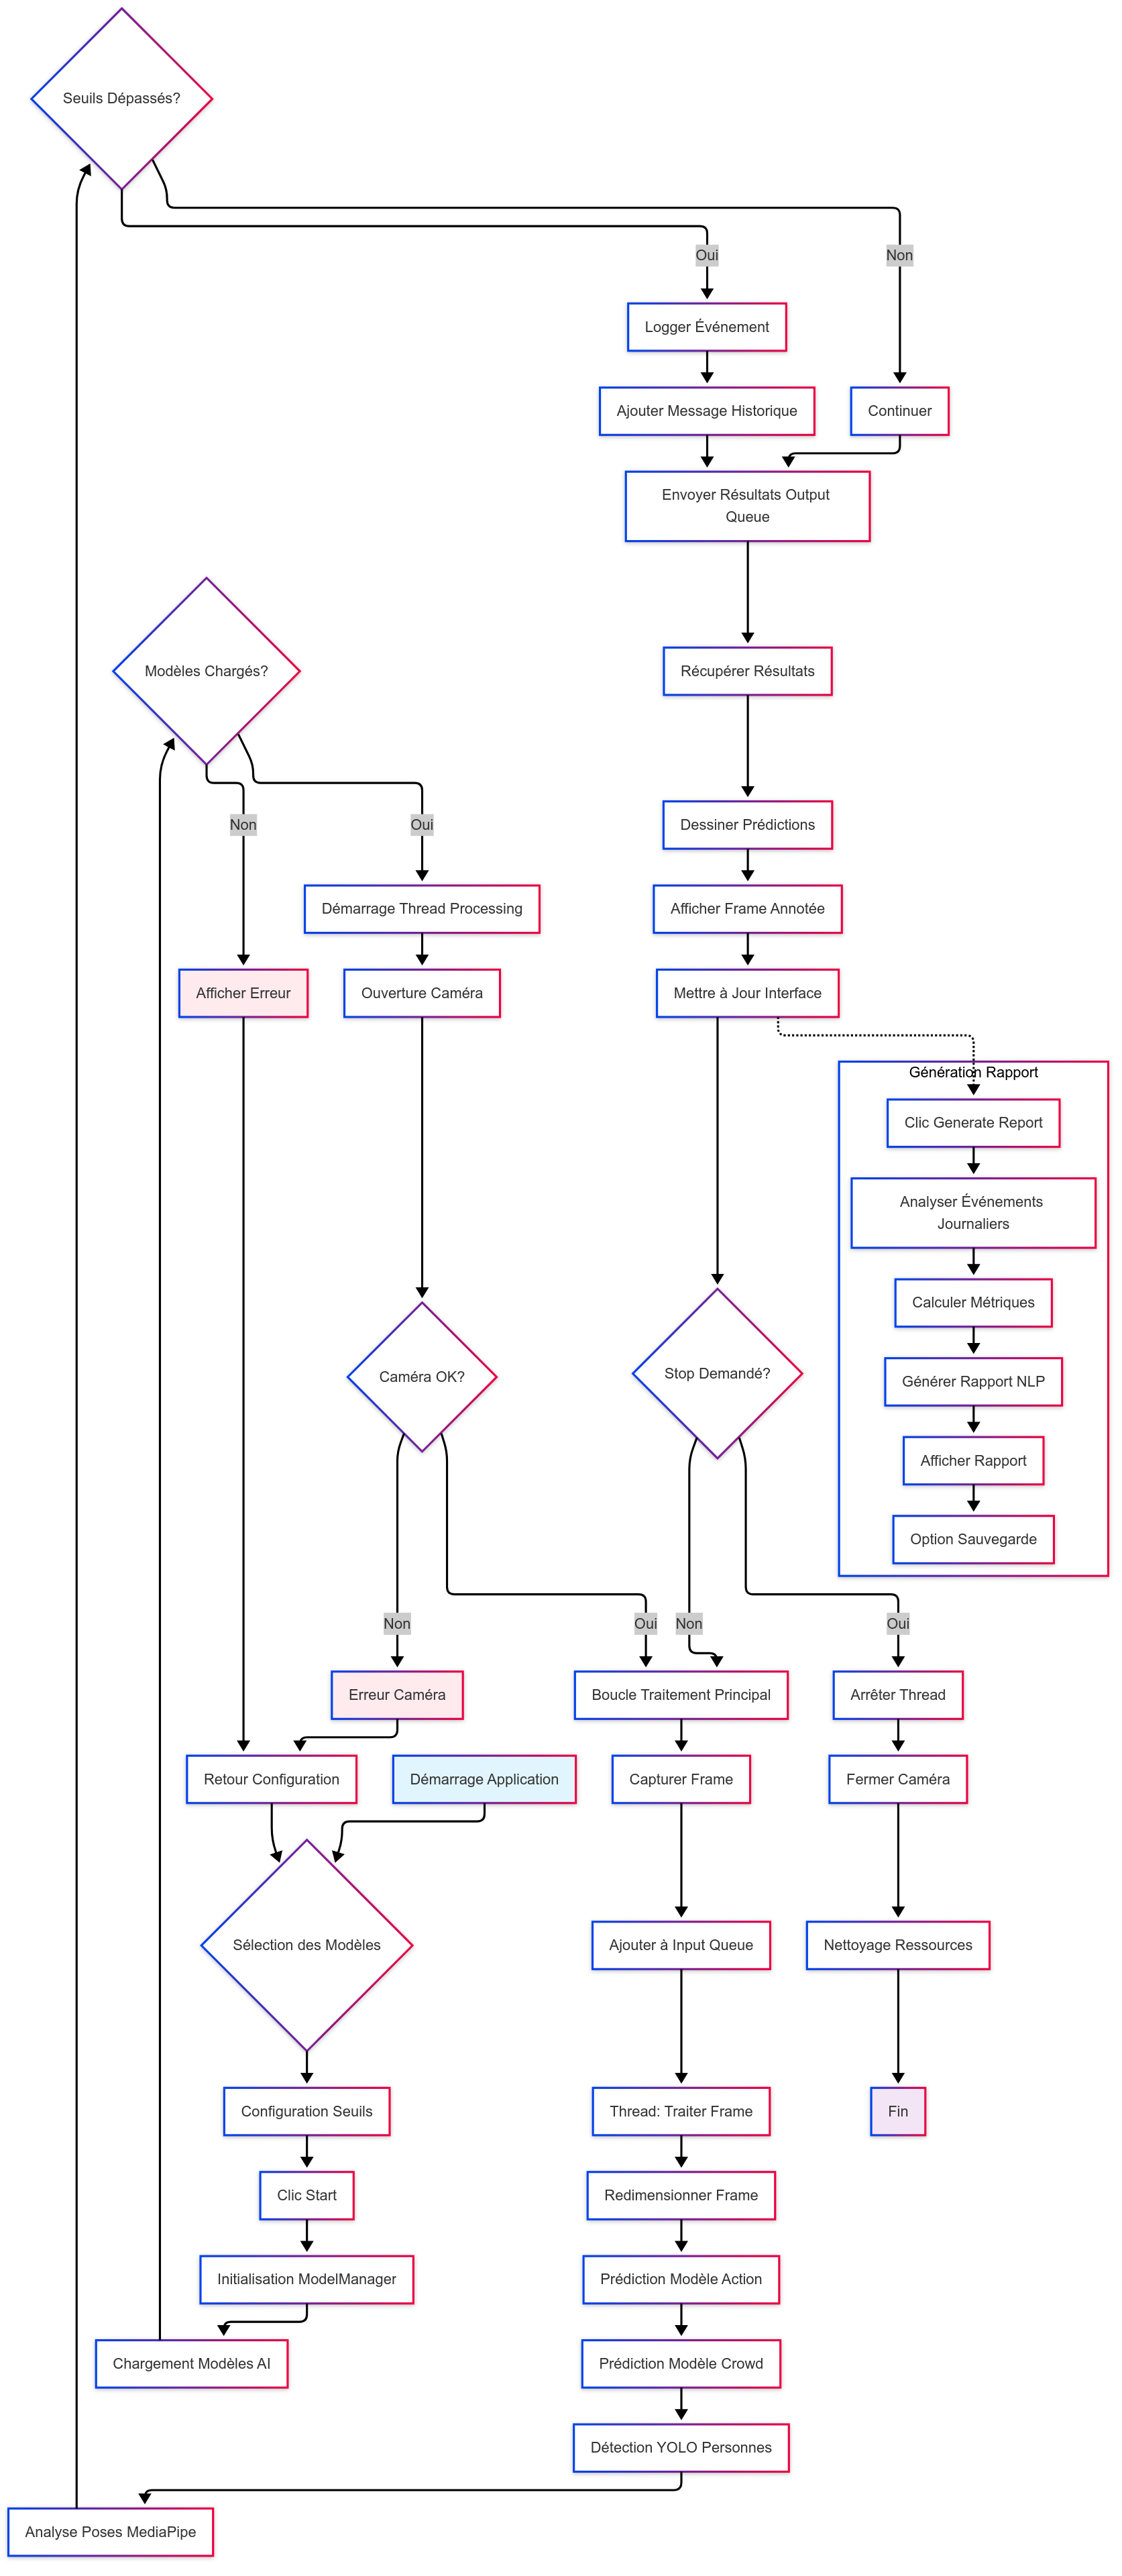 Seuils Dépassés?
Oui
Non
Logger Événement
Ajouter Message Historique
Continuer
Envoyer Résultats Output
Queue
Modèles Chargés?
Récupérer Résultats
Non
Oui
Dessiner Prédictions
Démarrage Thread Processing
Afficher Frame Annotée
Afficher Erreur
Ouverture Caméra
Mettre à Jour Interface
Génération Rapport
Clic Generate Report
Analyser Événements
Journaliers
Calculer Métriques
Caméra OK?
Stop Demandé?
Générer Rapport NLP
Afficher Rapport
Option Sauvegarde
Non
Oui
Non
Oui
Erreur Caméra
Boucle Traitement Principal
Arrêter Thread
Retour Configuration
Démarrage Application
Capturer Frame
Fermer Caméra
Sélection des Modèles
Ajouter à Input Queue
Nettoyage Ressources
Configuration Seuils
Thread: Traiter Frame
Fin
Clic Start
Redimensionner Frame
Initialisation ModelManager
Prédiction Modèle Action
Chargement Modèles AI
Prédiction Modèle Crowd
Détection YOLO Personnes
Analyse Poses MediaPipe